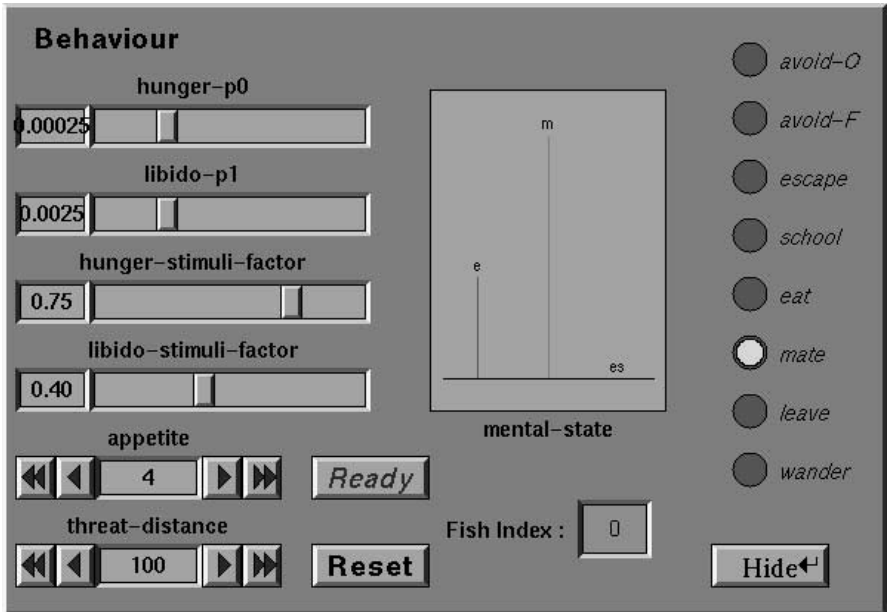 Behaviour
hunger-p0
0.00025
libido-p1
0.0025
hunger-stimuli-factor
0.75
libido-stimuli-factor
0.40
appetite
4
Ready
threat-distance
100
Reset
m
e
es
mental-state
Fish Index :
0
avoid-O
avoid-F
escape
school
eat
mate
leave
wander
Hide